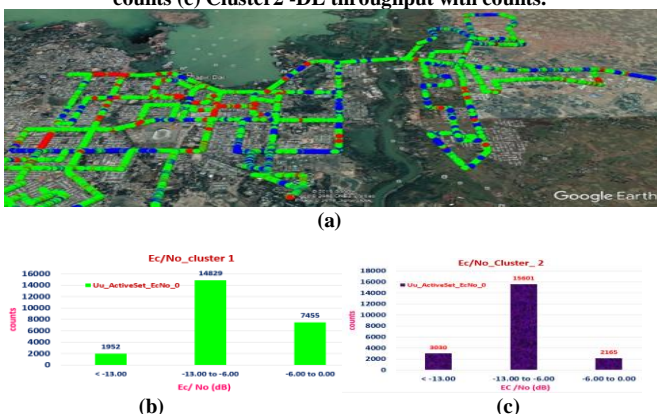 counts (c) Cluster2 -DL throughput with counts.
Google Earth
(a)
Ec/No_cluster 1
16000
14000
12000
10000
8000
6000
4000
2000
0
counts
Uu_ActiveSet_EcNo_0
1952
14829
7455
< -13.00
-13.00 to -6.00
-6.00 to 0.00
Ec/ No (dB)
(b)
Ec/No_Cluster_ 2
18000
16000
14000
12000
10000
8000
6000
4000
2000
0
counts
Uu_ActiveSet_EcNo_0
3030
15601
2165
< -13.00
-13.00 to -6.00
-6.00 to 0.00
EC /No (dB)
(c)